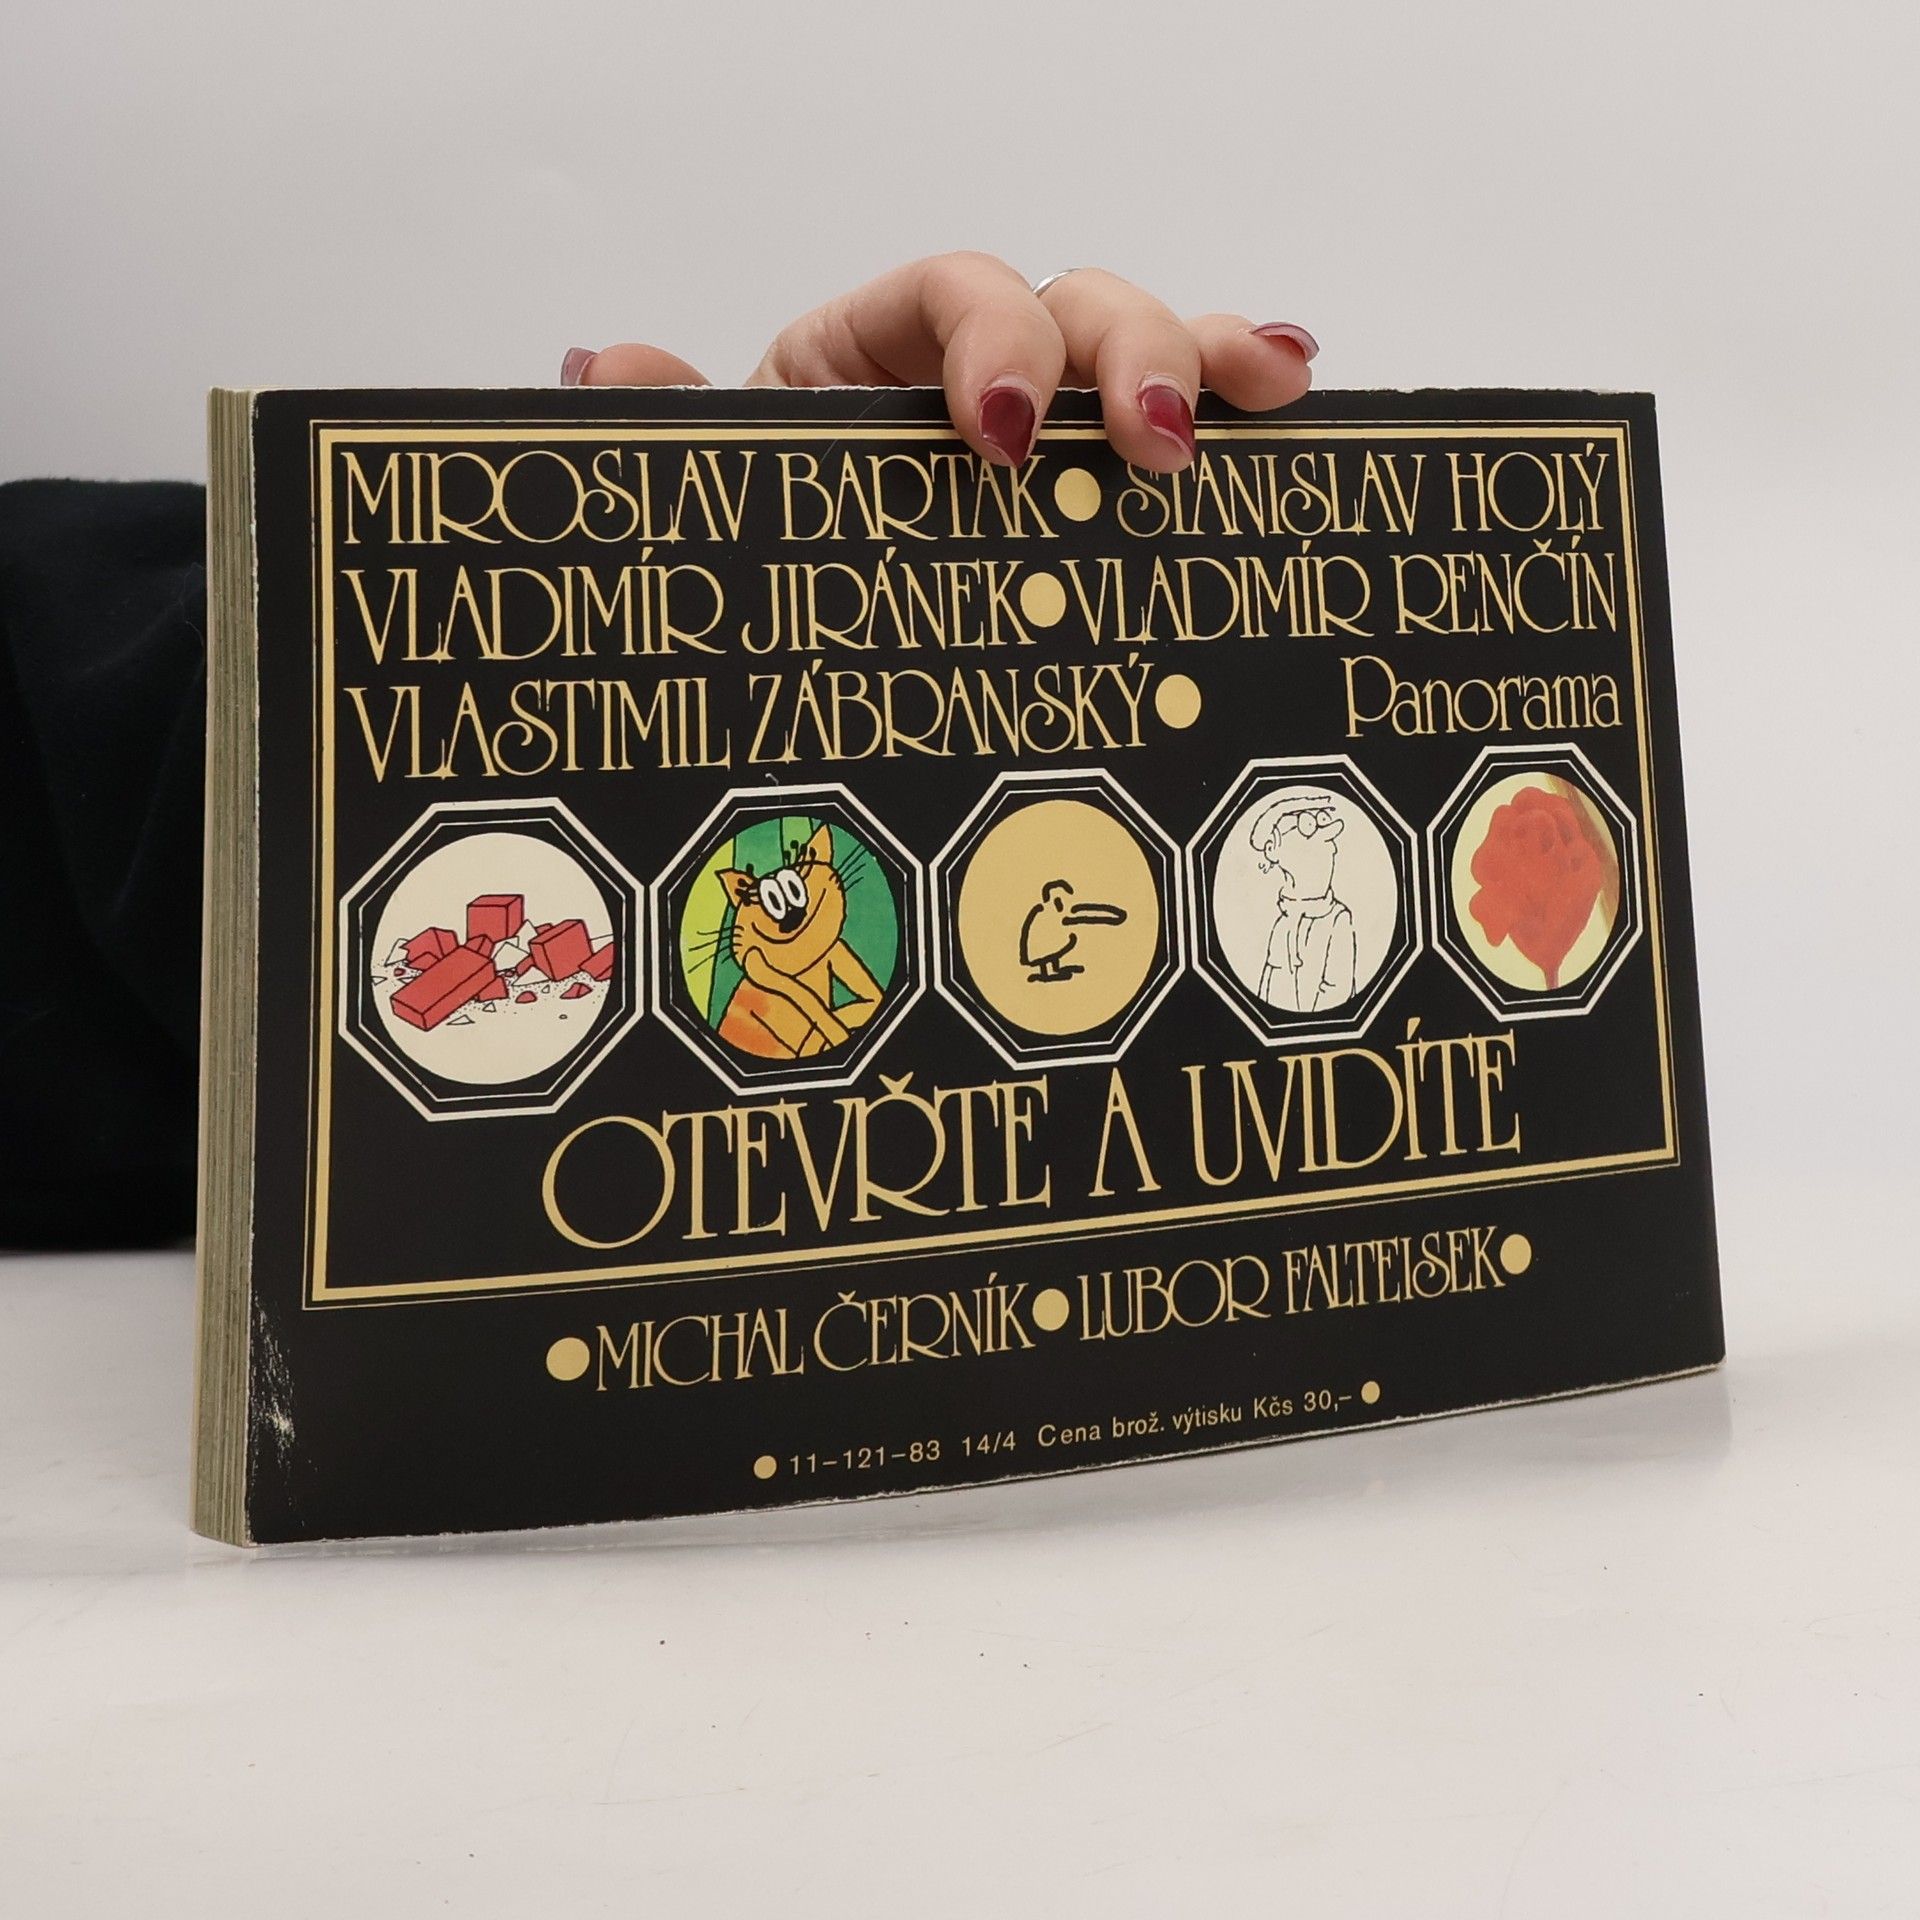 MIROSLAV BARTÁK ● STANISLAV HOLÝ
VLADIMÍR JIRÁNEK ● VLADIMÍR RENČÍN
VLASTIMIL ZÁBRANSKÝ ● Panorama
OTEVŘTE A UVIDÍTE
● MICHAL ČERNÍK ● LUBOR FALTEISEK ●
● 11–121–83 14/4 Cena brož. výtisku Kčs 30,– ●